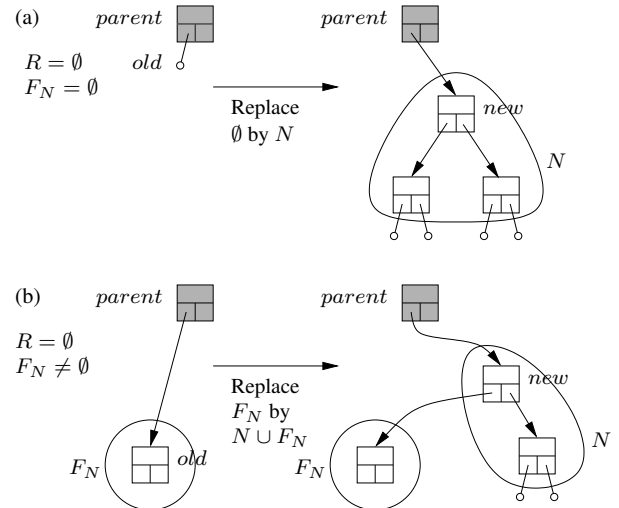 (a)
parent
parent
R = ∅
old
F_N = ∅
Replace
∅ by N
new
N
(b)
parent
parent
R = ∅
F_N ≠ ∅
Replace
F_N by
N ∪ F_N
new
N
F_N
old
F_N